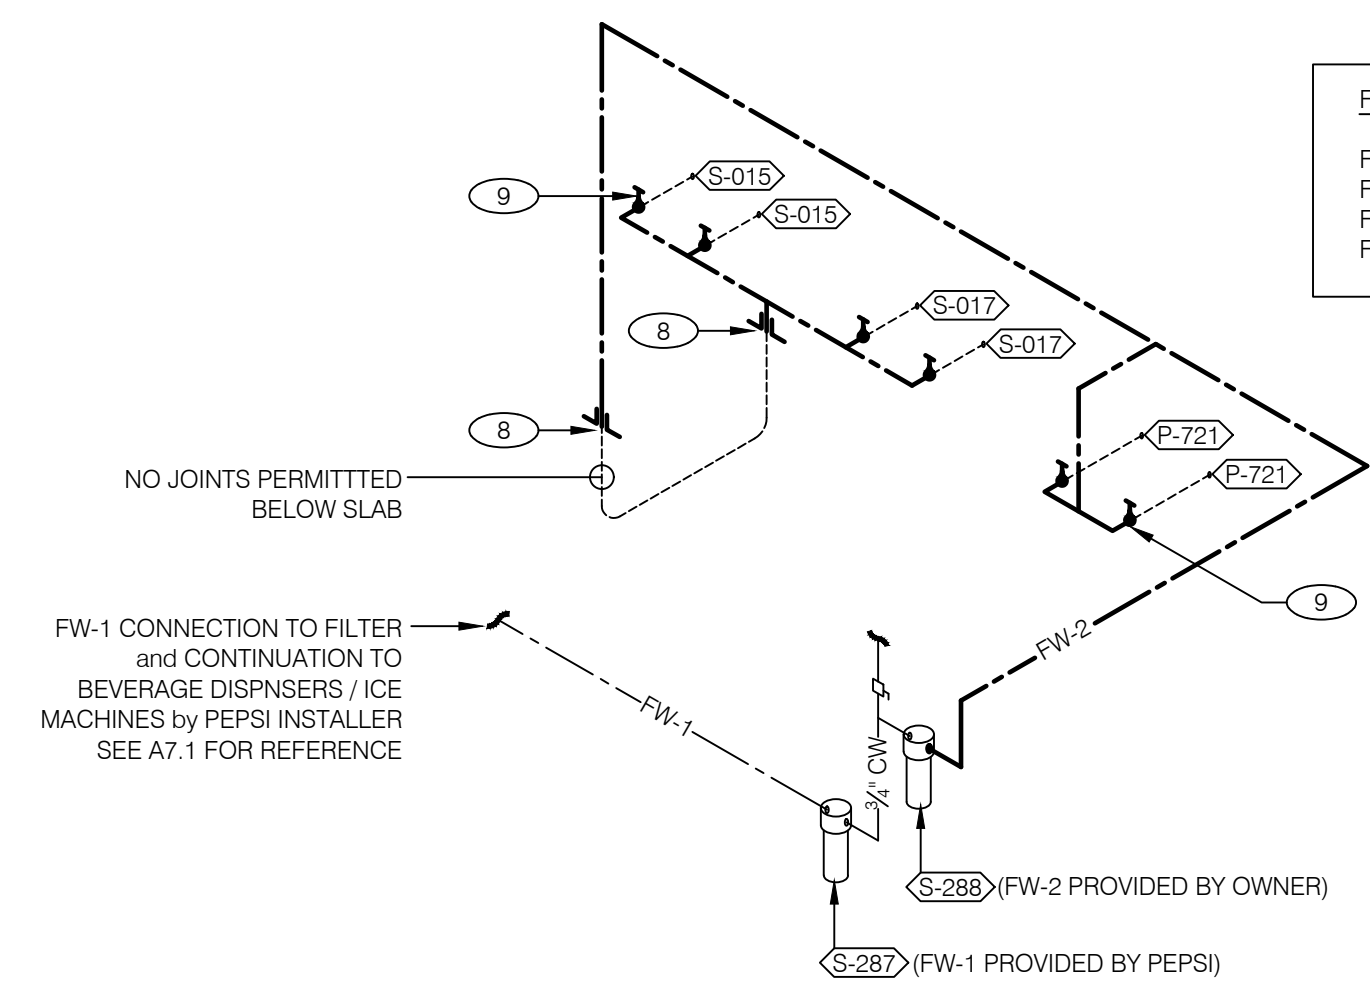 F
F
F
F
F
9
S-015
S-015
S-017
8
S-017
8
P-721
P-721
NO JOINTS PERMITTTED
BELOW SLAB
9
FW-1 CONNECTION TO FILTER
and CONTINUATION TO
BEVERAGE DISPNSERS / ICE
MACHINES by PEPSI INSTALLER
SEE A7.1 FOR REFERENCE
FW-2
FW-1
3/4" CW
S-288 (FW-2 PROVIDED BY OWNER)
S-287 (FW-1 PROVIDED BY PEPSI)